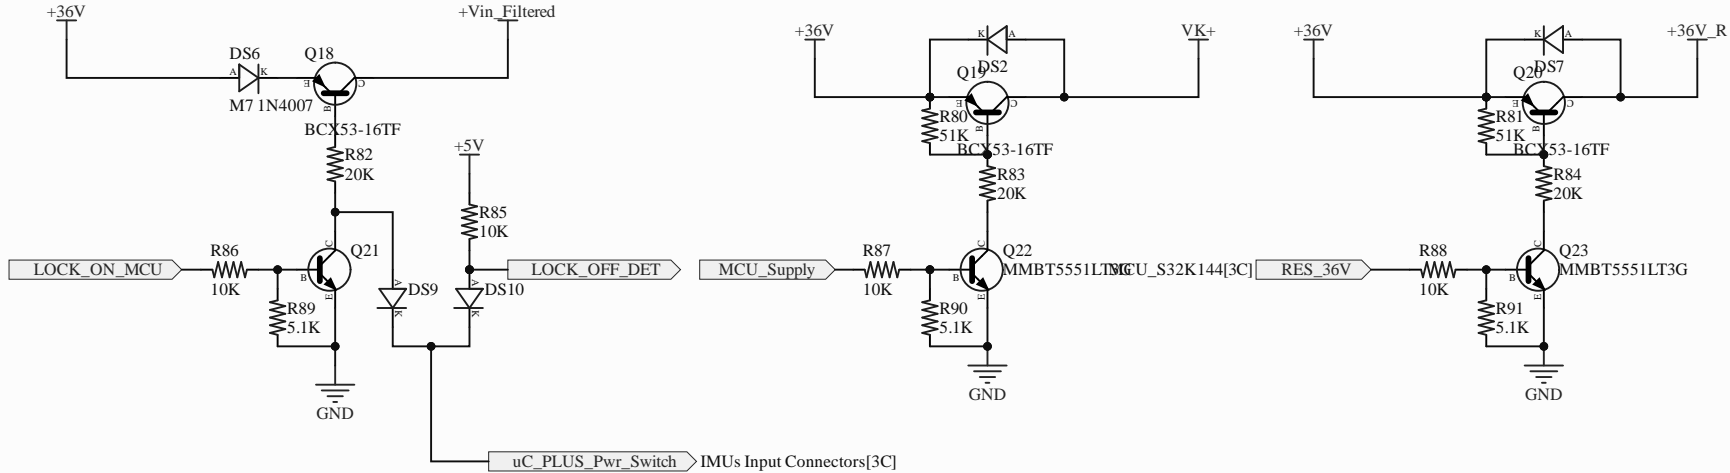 +36V
+Vin_Filtered
DS6
Q18
A
K
E
C
B
M7 1N4007
BCX53-16TF
R82
20K
+5V
R85
10K
LOCK_ON_MCU
R86
10K
B
C
E
Q21
R89
5.1K
A
K
DS9
A
K
DS10
LOCK_OFF_DET
GND
uC_PLUS_Pwr_Switch
IMUs Input Connectors[3C]
+36V
VK+
K
A
DS2
Q19
E
C
B
R80
51K
BCX53-16TF
R83
20K
MCU_Supply
R87
10K
B
C
E
Q22
MMBT5551LT3G
MCU_S32K144[3C]
R90
5.1K
GND
+36V
+36V_R
K
A
DS7
Q20
E
C
B
R81
51K
BCX53-16TF
R84
20K
RES_36V
R88
10K
B
C
E
Q23
MMBT5551LT3G
R91
5.1K
GND